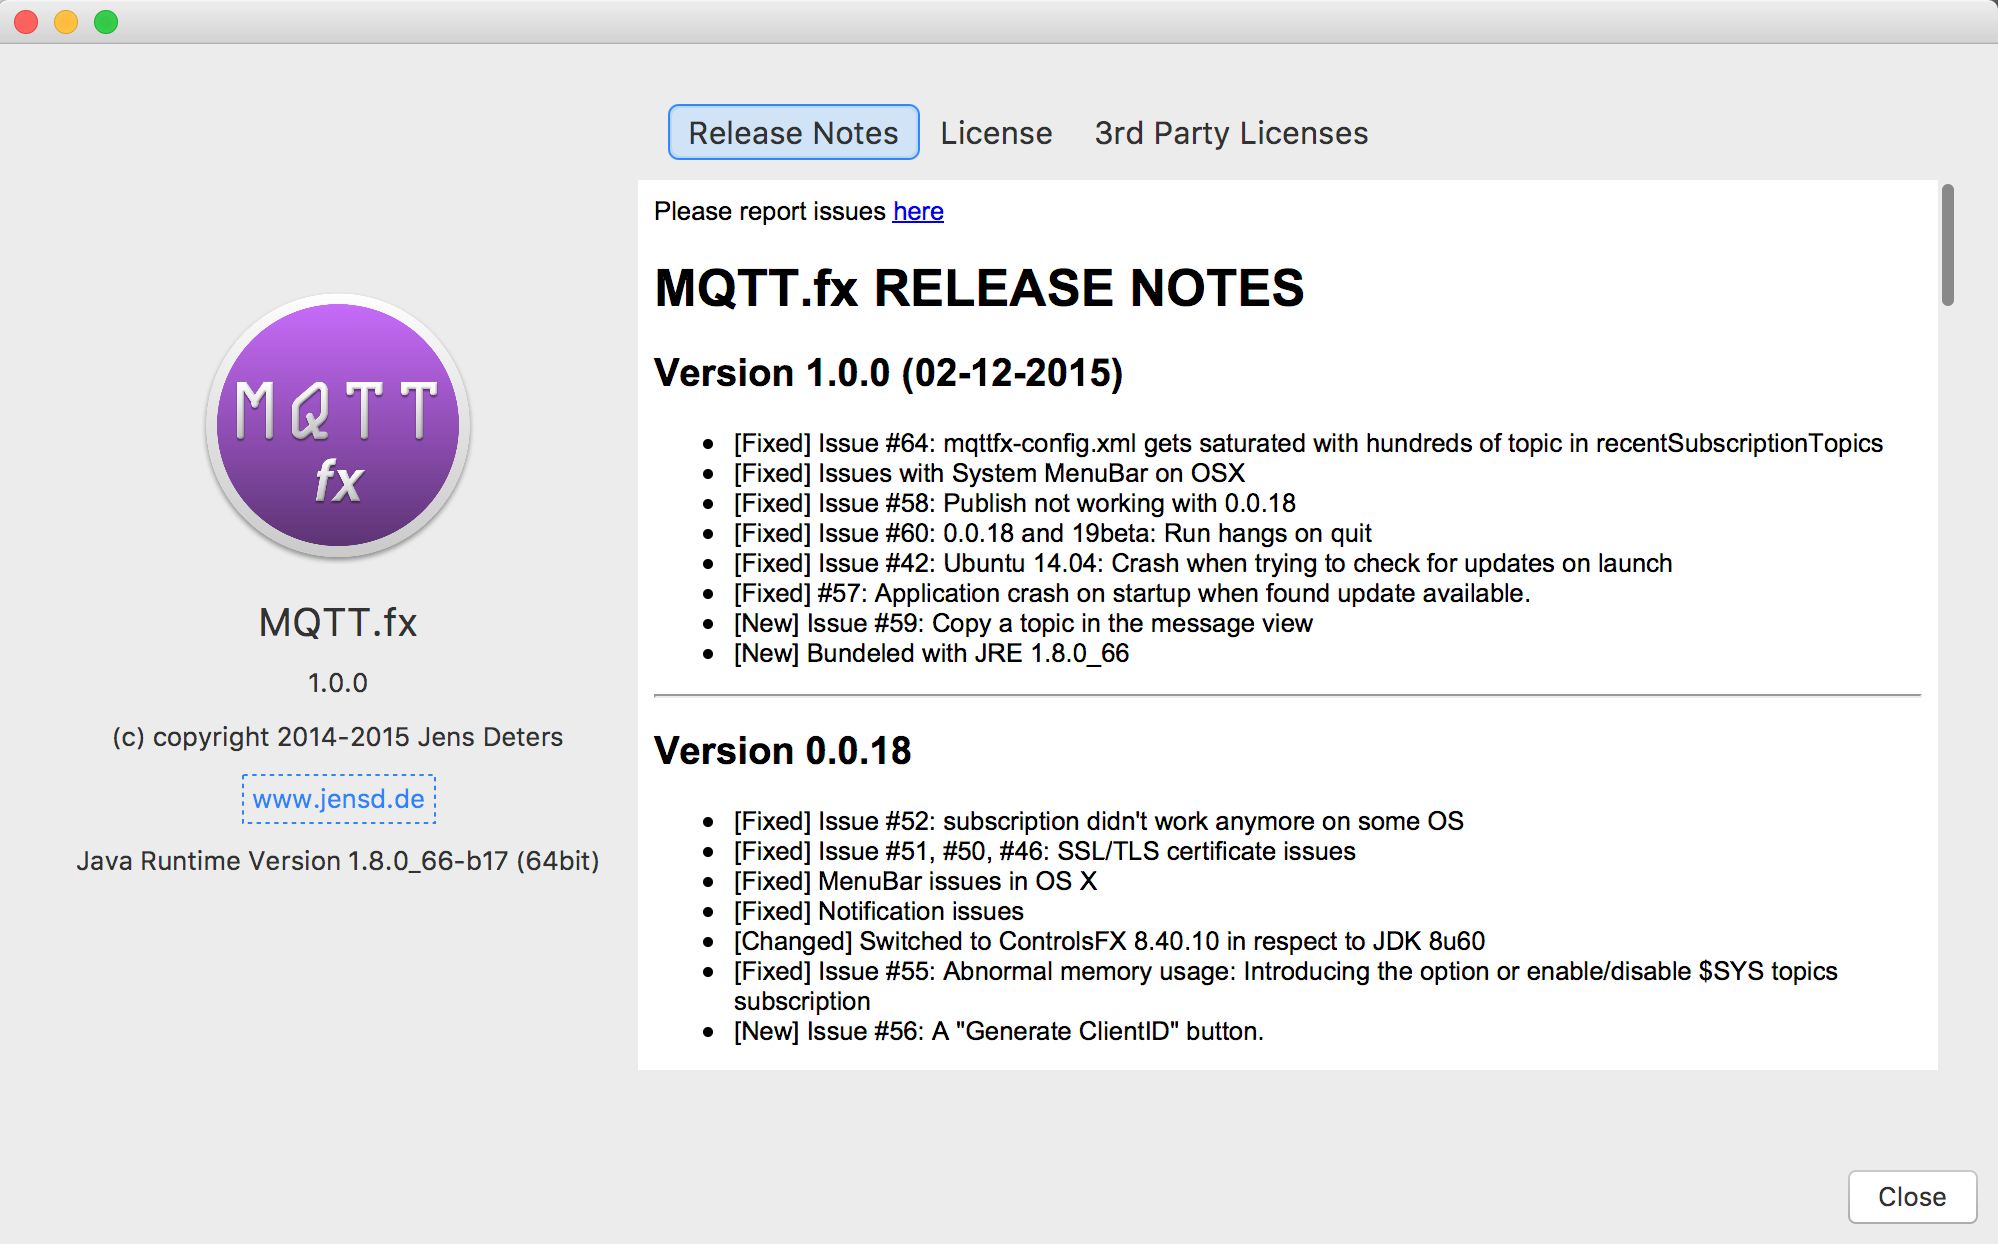 Release Notes License 3rd Party Licenses
Please report issues here
MQTT.fx RELEASE NOTES
Version 1.0.0 (02-12-2015)
[Fixed] Issue #64: mqttfx-config.xml gets saturated with hundreds of topic in recentSubscriptionTopics
[Fixed] Issues with System MenuBar on OSX
[Fixed] Issue #58: Publish not working with 0.0.18
[Fixed] Issue #60: 0.0.18 and 19beta: Run hangs on quit
[Fixed] Issue #42: Ubuntu 14.04: Crash when trying to check for updates on launch
[Fixed] #57: Application crash on startup when found update available.
[New] Issue #59: Copy a topic in the message view
[New] Bundeled with JRE 1.8.0_66
Version 0.0.18
[Fixed] Issue #52: subscription didn't work anymore on some OS
[Fixed] Issue #51, #50, #46: SSL/TLS certificate issues
[Fixed] MenuBar issues in OS X
[Fixed] Notification issues
[Changed] Switched to ControlsFX 8.40.10 in respect to JDK 8u60
[Fixed] Issue #55: Abnormal memory usage: Introducing the option or enable/disable $SYS topics
subscription
[New] Issue #56: A "Generate ClientID" button.
MQTT
fx
MQTT.fx
1.0.0
(c) copyright 2014-2015 Jens Deters
www.jensd.de
Java Runtime Version 1.8.0_66-b17 (64bit)
Close